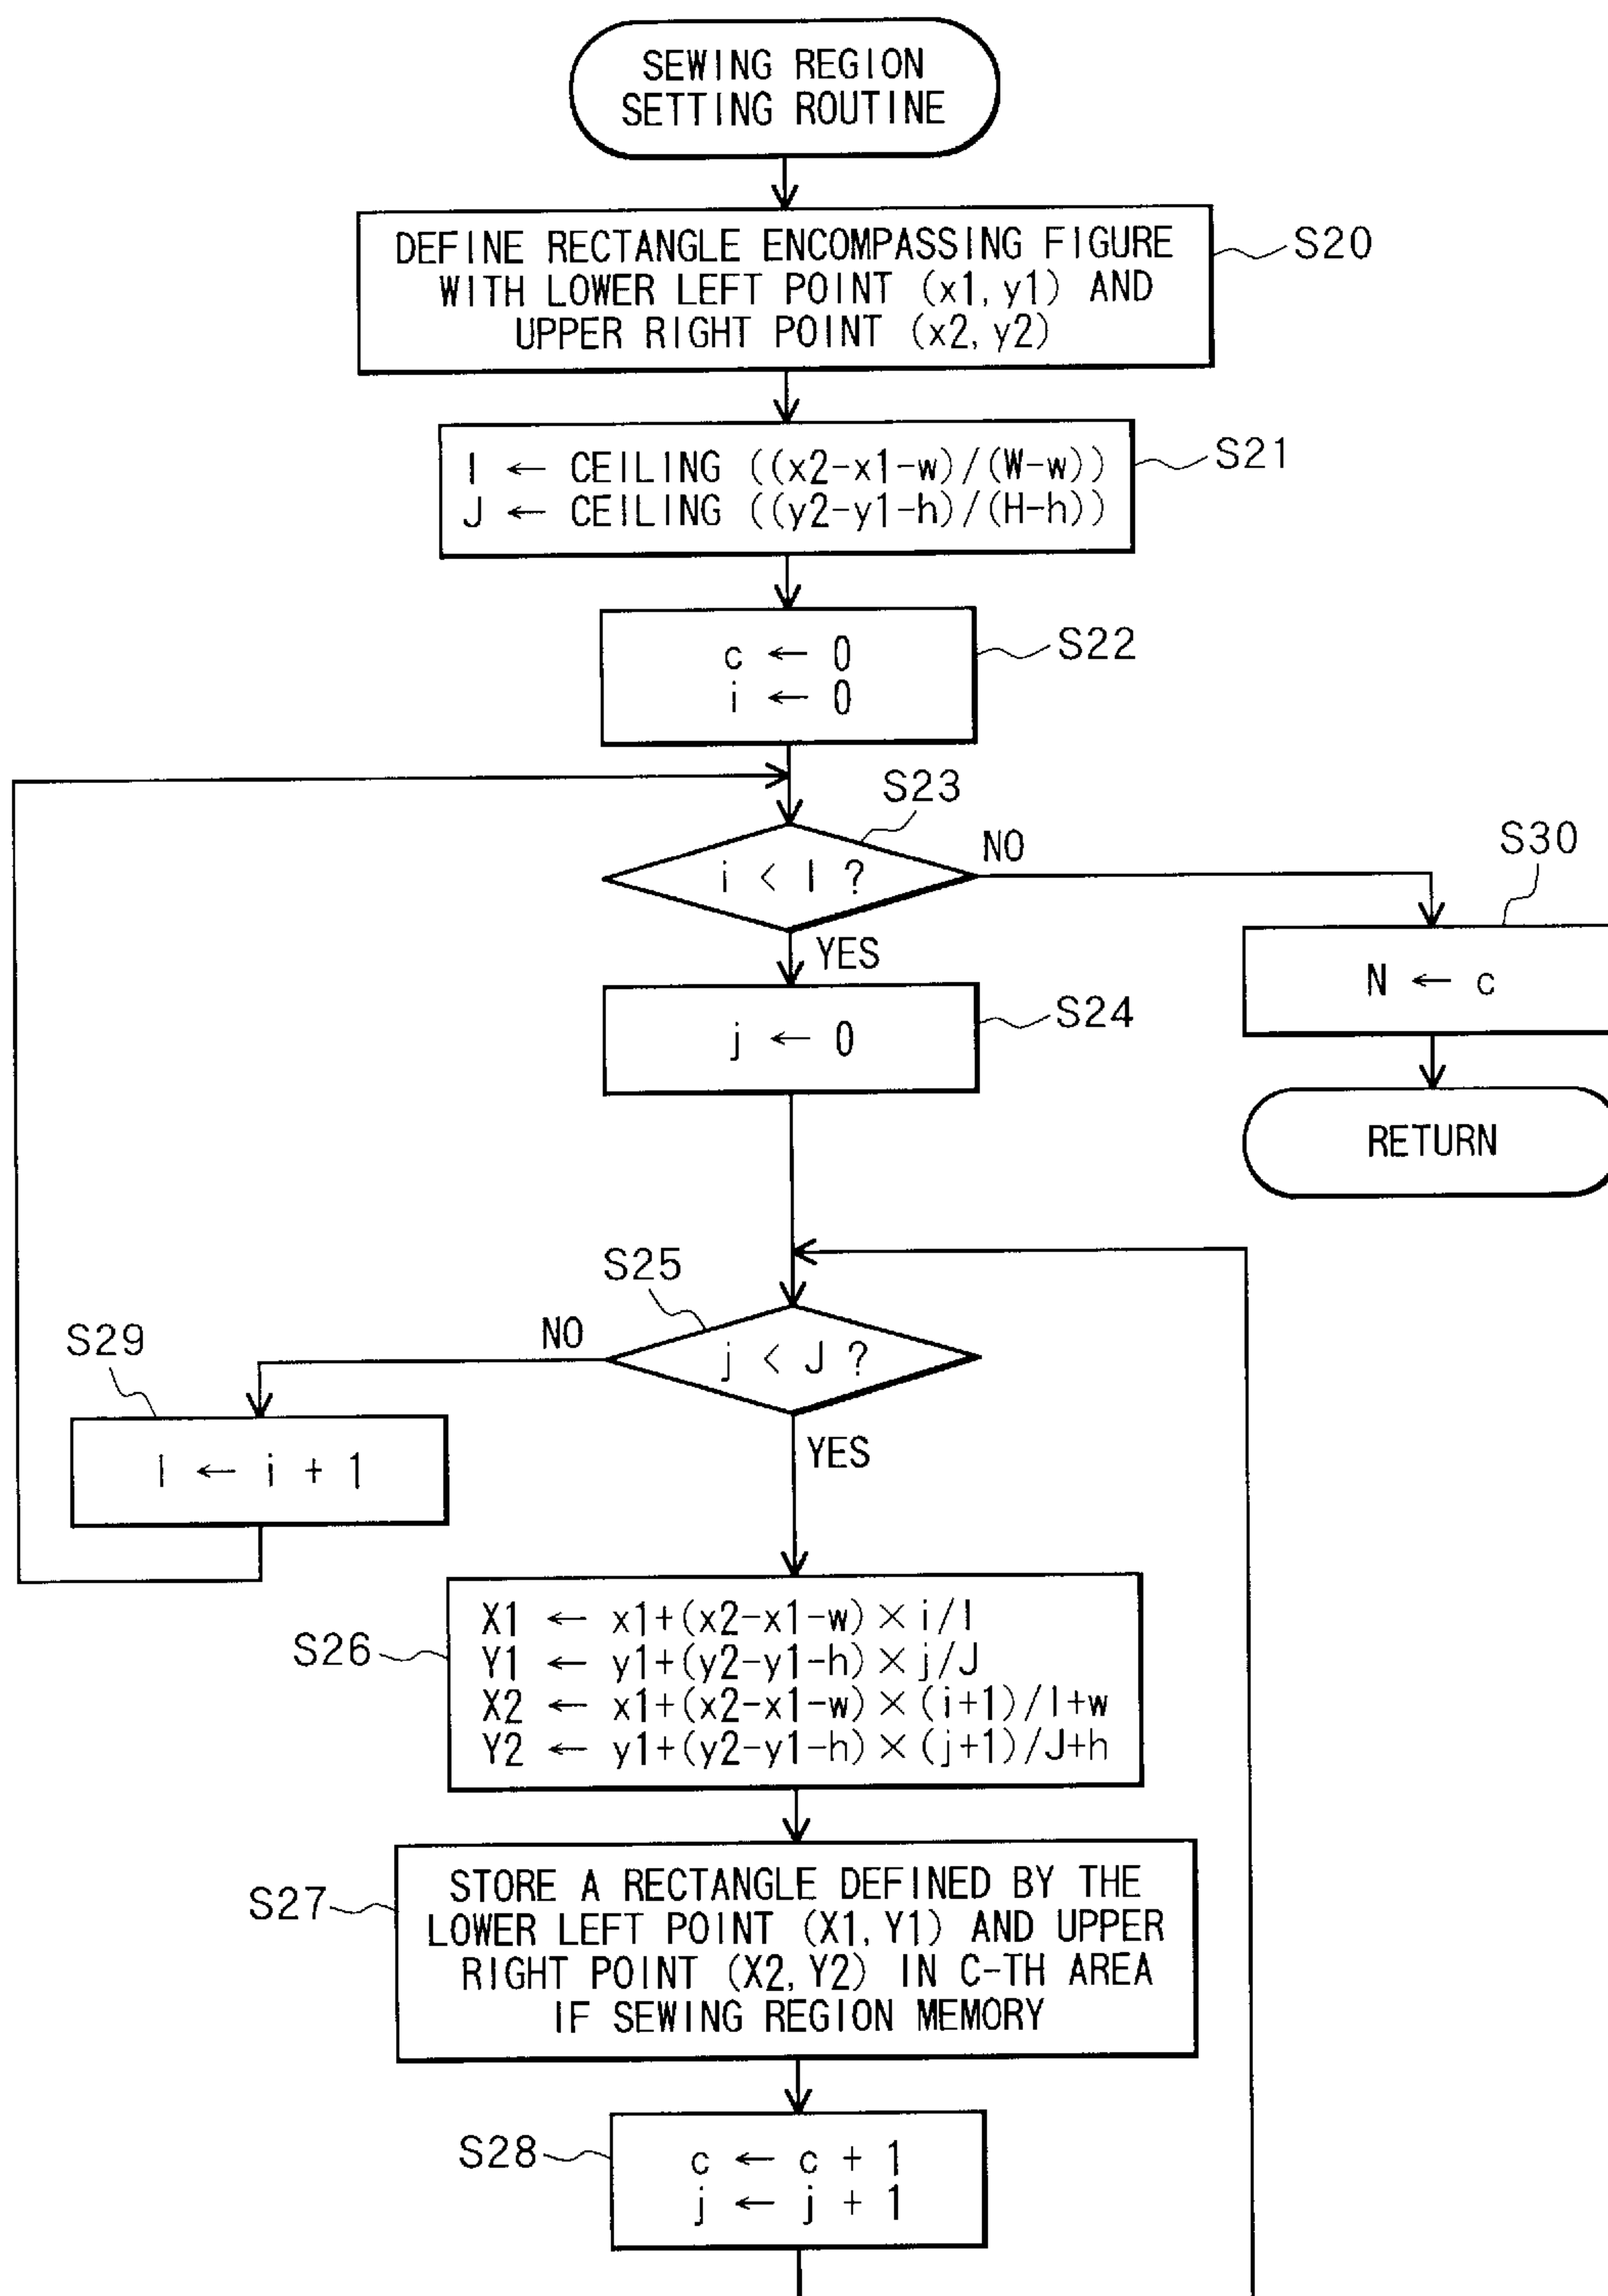 SEWING REGION
SETTING ROUTINE
DEFINE RECTANGLE ENCOMPASSING FIGURE
WITH LOWER LEFT POINT (x1, y1) AND
UPPER RIGHT POINT (x2, y2)
S20
I ← CEILING ((x2-x1-w)/(W-w))
J ← CEILING ((y2-y1-h)/(H-h))
S21
c ← 0
i ← 0
S22
S23
i < I ?
NO
YES
S30
N ← c
j ← 0
S24
RETURN
S25
j < J ?
NO
YES
S29
I ← i + 1
S26
X1 ← x1+(x2-x1-w)×i/I
Y1 ← y1+(y2-y1-h)×j/J
X2 ← x1+(x2-x1-w)×(i+1)/I+w
Y2 ← y1+(y2-y1-h)×(j+1)/J+h
S27
STORE A RECTANGLE DEFINED BY THE
LOWER LEFT POINT (X1, Y1) AND UPPER
RIGHT POINT (X2, Y2) IN C-TH AREA
IF SEWING REGION MEMORY
S28
c ← c + 1
j ← j + 1